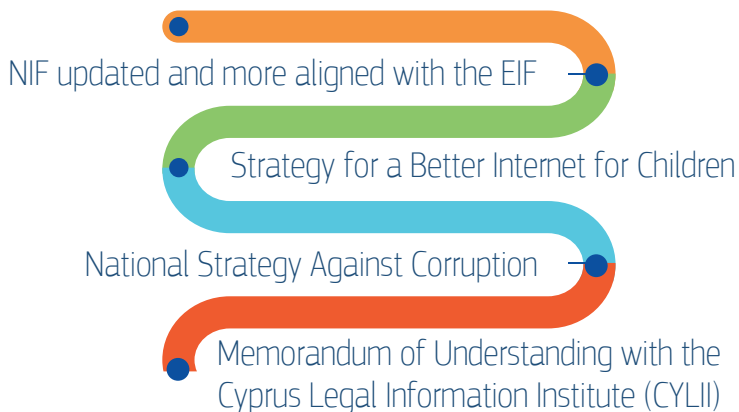 NIF updated and more aligned with the EIF
Strategy for a Better Internet for Children
National Strategy Against Corruption
Memorandum of Understanding with the
Cyprus Legal Information Institute (CYLII)